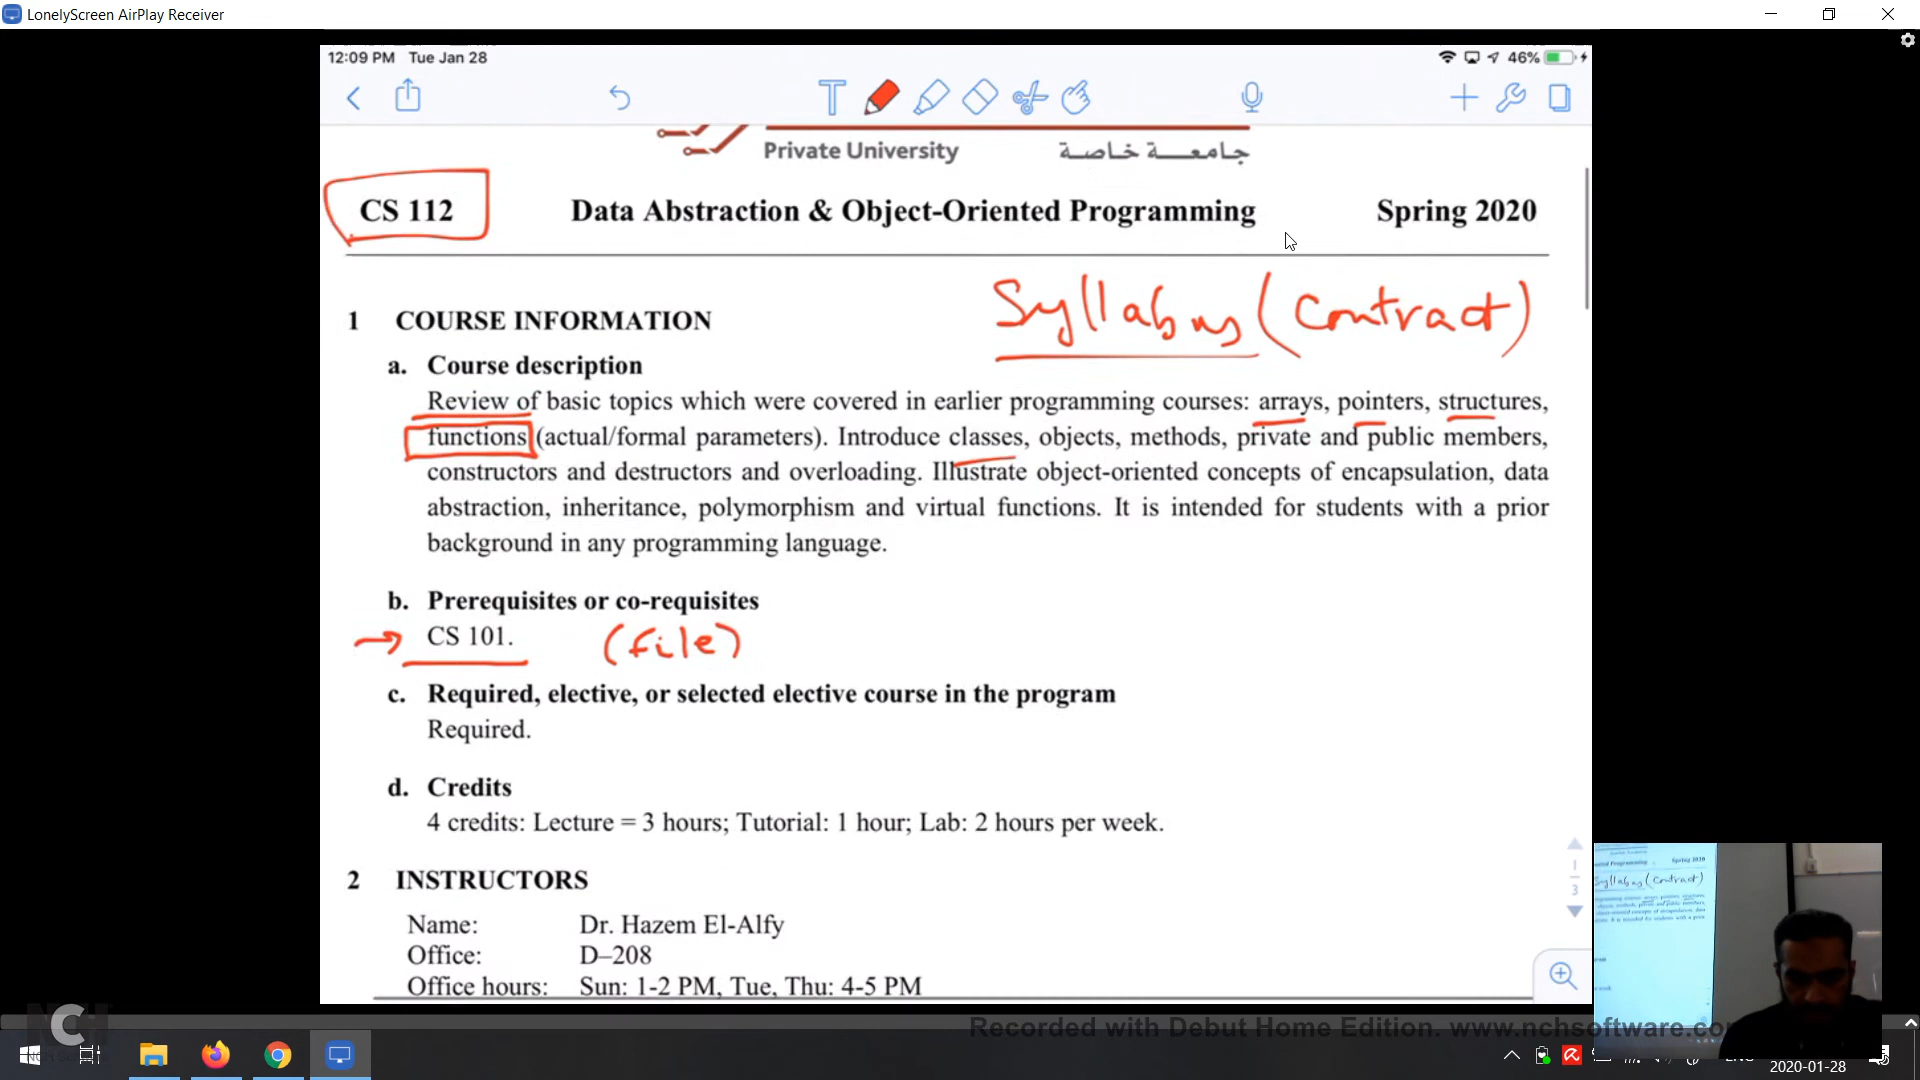 LonelyScreen AirPlay Receiver
12:09 PM Tue Jan 28
46%
T
Private University جامعة خاصة
CS 112 Data Abstraction & Object-Oriented Programming Spring 2020
Syllabus (Contract)
1 COURSE INFORMATION
a. Course description
Review of basic topics which were covered in earlier programming courses: arrays, pointers, structures,
functions (actual/formal parameters). Introduce classes, objects, methods, private and public members,
constructors and destructors and overloading. Illustrate object-oriented concepts of encapsulation, data
abstraction, inheritance, polymorphism and virtual functions. It is intended for students with a prior
background in any programming language.
b. Prerequisites or co-requisites
→ CS 101. (file)
c. Required, elective, or selected elective course in the program
Required.
d. Credits
4 credits: Lecture = 3 hours; Tutorial: 1 hour; Lab: 2 hours per week.
1
3
2 INSTRUCTORS
Name: Dr. Hazem El-Alfy
Office: D–208
Office hours: Sun: 1-2 PM, Tue, Thu: 4-5 PM
Spring 2020
Syllabus (Contract)
NCH
Recorded with Debut Home Edition. www.nchsoftware.co
2020-01-28